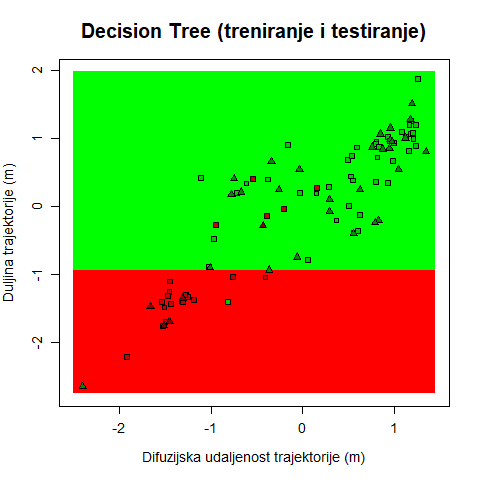 Decision Tree (treniranje i testiranje)
2
1
0
-1
-2
Duljina trajektorije (m)
-2 -1 0 1
Difuzijska udaljenost trajektorije (m)